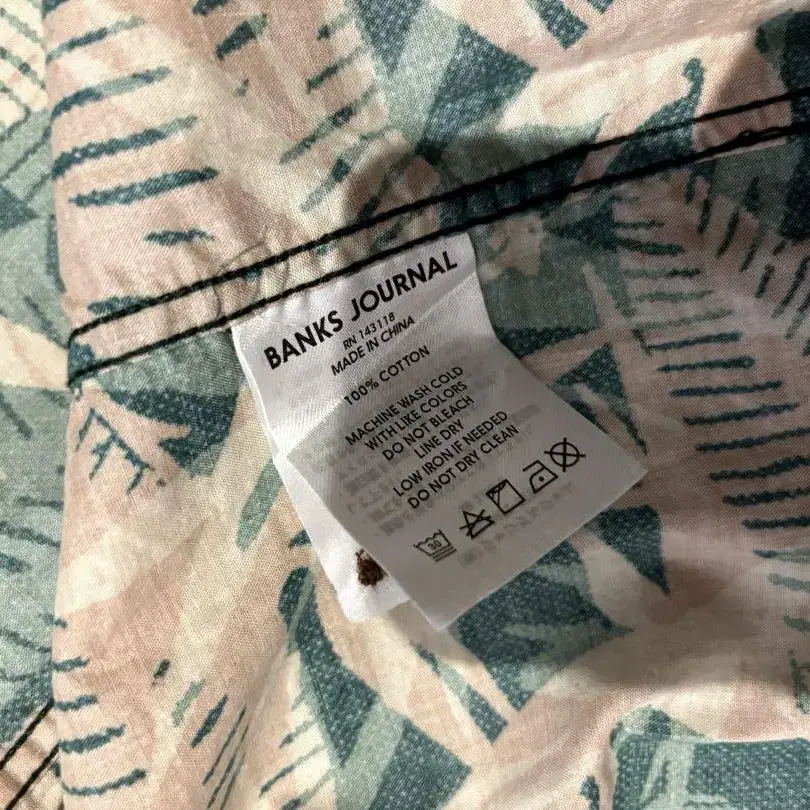 BANKS JOURNAL
RN 143118
MADE IN CHINA
100% COTTON
MACHINE WASH COLD
WITH LIKE COLORS
DO NOT BLEACH
LINE DRY
LOW IRON IF NEEDED
DO NOT DRY CLEAN
30